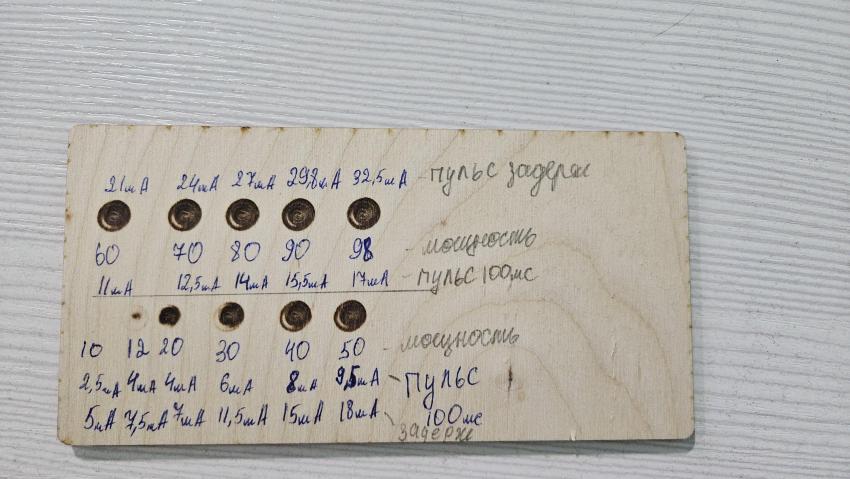 21мА 24мА 27мА 29,8мА 32,5мА - пульс задерж
60 70 80 90 98 - мощность
11мА 12,5мА 14мА 15,5мА 17мА - пульс 100мс
10 12 20 30 40 50 - мощность
2,5мА 4мА 4мА 6мА 8мА 9,5мА - Пульс
5мА 7,5мА 7мА 11,5мА 15мА 18мА - 100мс
задерж